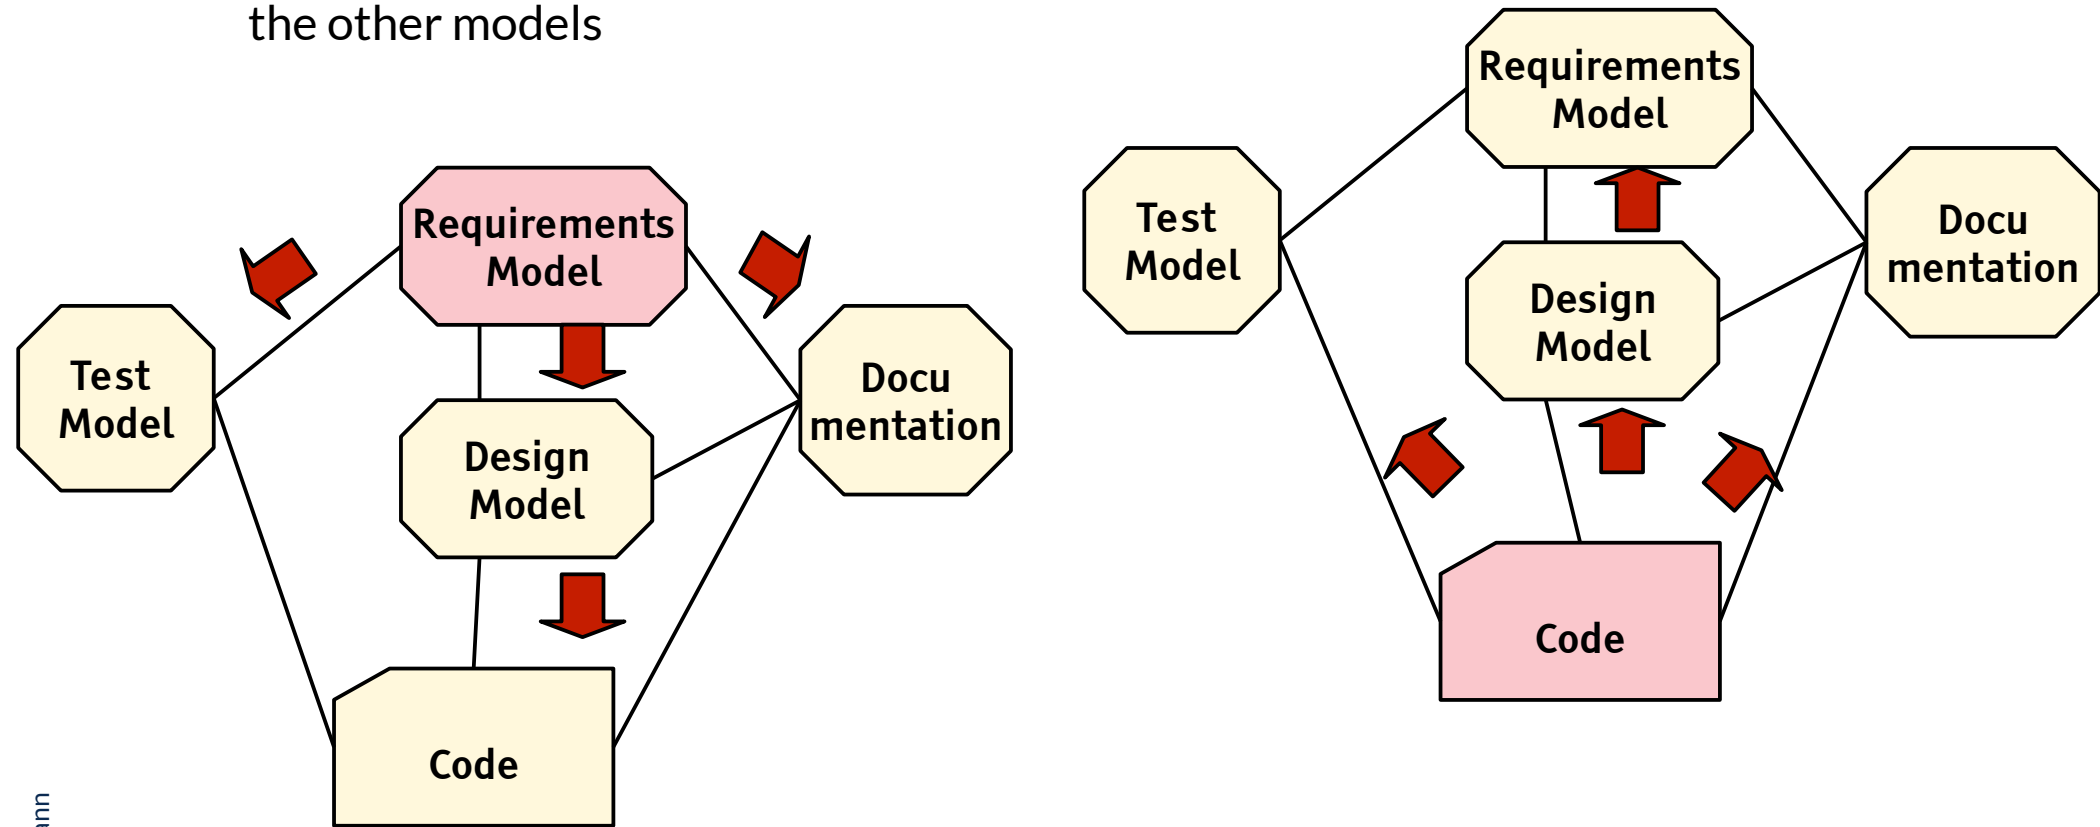 the other models
Requirements
Model
Test
Model
Docu
mentation
Design
Model
Code
Requirements
Model
Test
Model
Docu
mentation
Design
Model
Code
ann